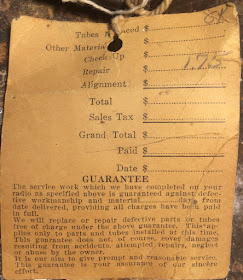 Tubes Replaced $ OK
Other Material $
Check-Up $
Repair $ 1.75
Alignment $
Total $
Sales Tax $
Grand Total $
Paid $
Date $
GUARANTEE
The service work which we have completed on your
radio as specified above is guaranteed against defec-
tive workmanship and material. days from
date delivered, providing all charges have been paid
in full.
We will replace or repair defective parts or tubes
free of charge under the above guarantee. This ap-
plies only to parts and tubes installed at this time.
This guarantee does not, of course, cover damages
resulting from accidents, attempted repairs, neglect
or abuse by the owner.
It is our aim to give prompt and reasonable service.
This guarantee is your assurance of our sincere
effort.